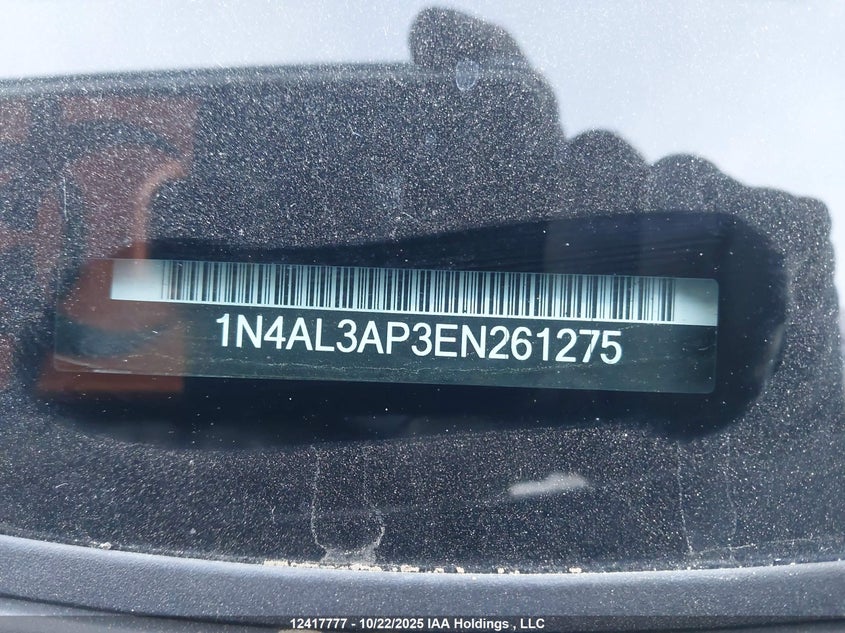 1N4AL3AP3EN261275
12417777 - 10/22/2025 IAA Holdings , LLC